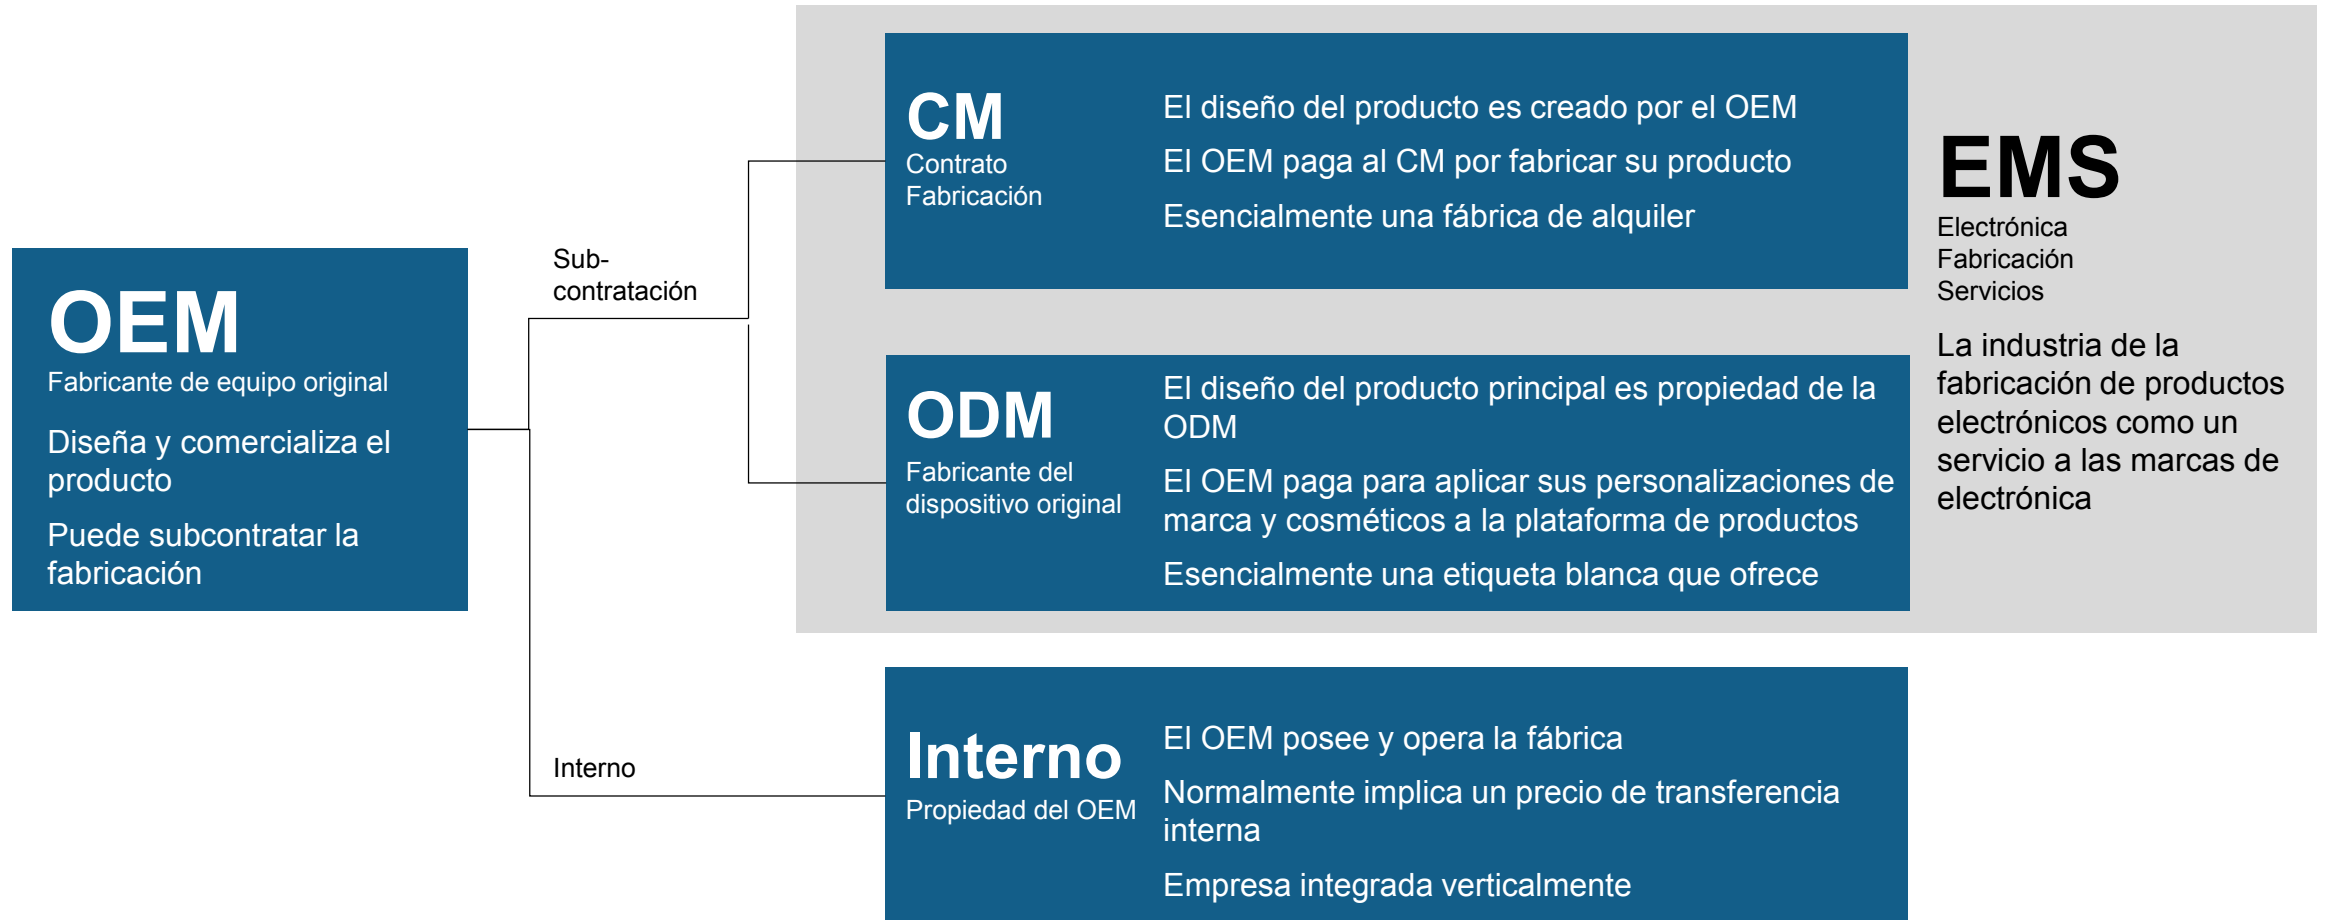 OEM
Fabricante de equipo original
Diseña y comercializa el
producto
Puede subcontratar la
fabricación
Sub-
contratación
Interno
CM
Contrato
Fabricación
El diseño del producto es creado por el OEM
El OEM paga al CM por fabricar su producto
Esencialmente una fábrica de alquiler
ODM
Fabricante del
dispositivo original
El diseño del producto principal es propiedad de la
ODM
El OEM paga para aplicar sus personalizaciones de
marca y cosméticos a la plataforma de productos
Esencialmente una etiqueta blanca que ofrece
Interno
Propiedad del OEM
El OEM posee y opera la fábrica
Normalmente implica un precio de transferencia
interna
Empresa integrada verticalmente
EMS
Electrónica
Fabricación
Servicios
La industria de la
fabricación de productos
electrónicos como un
servicio a las marcas de
electrónica